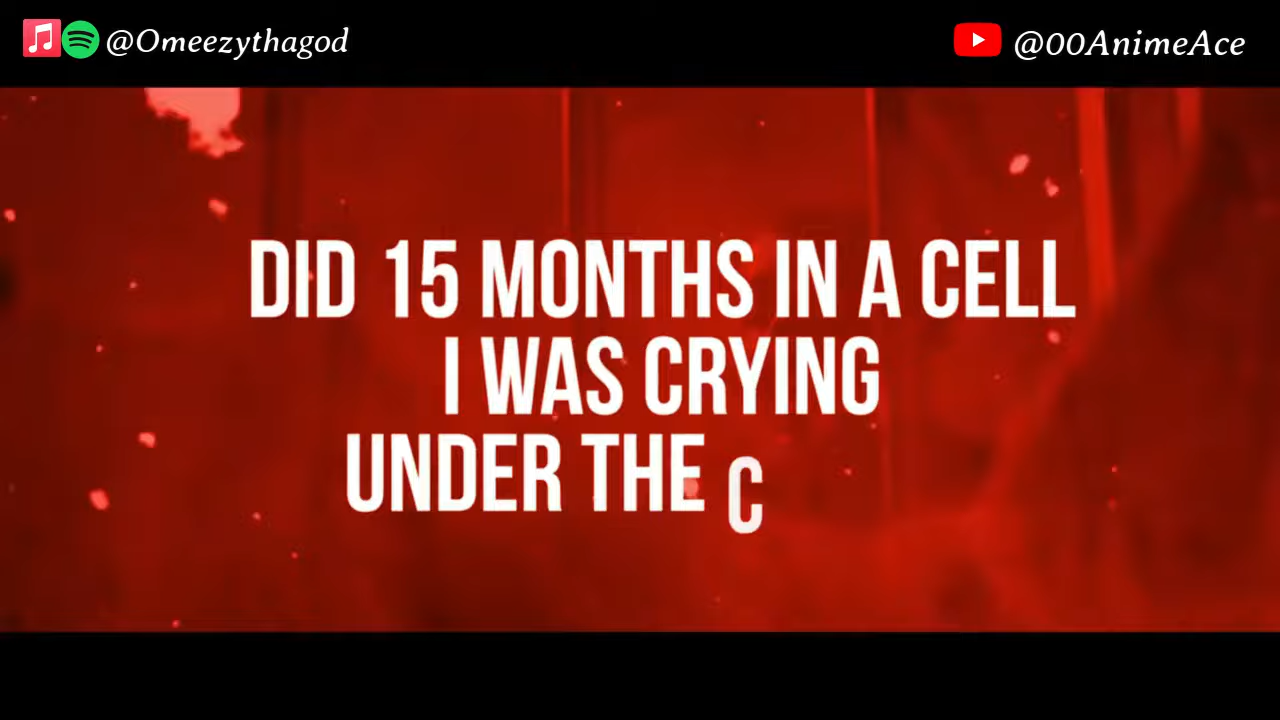 @Omeezythagod
@00AnimeAce
DID 15 MONTHS IN A CELL
I WAS CRYING
UNDER THE C